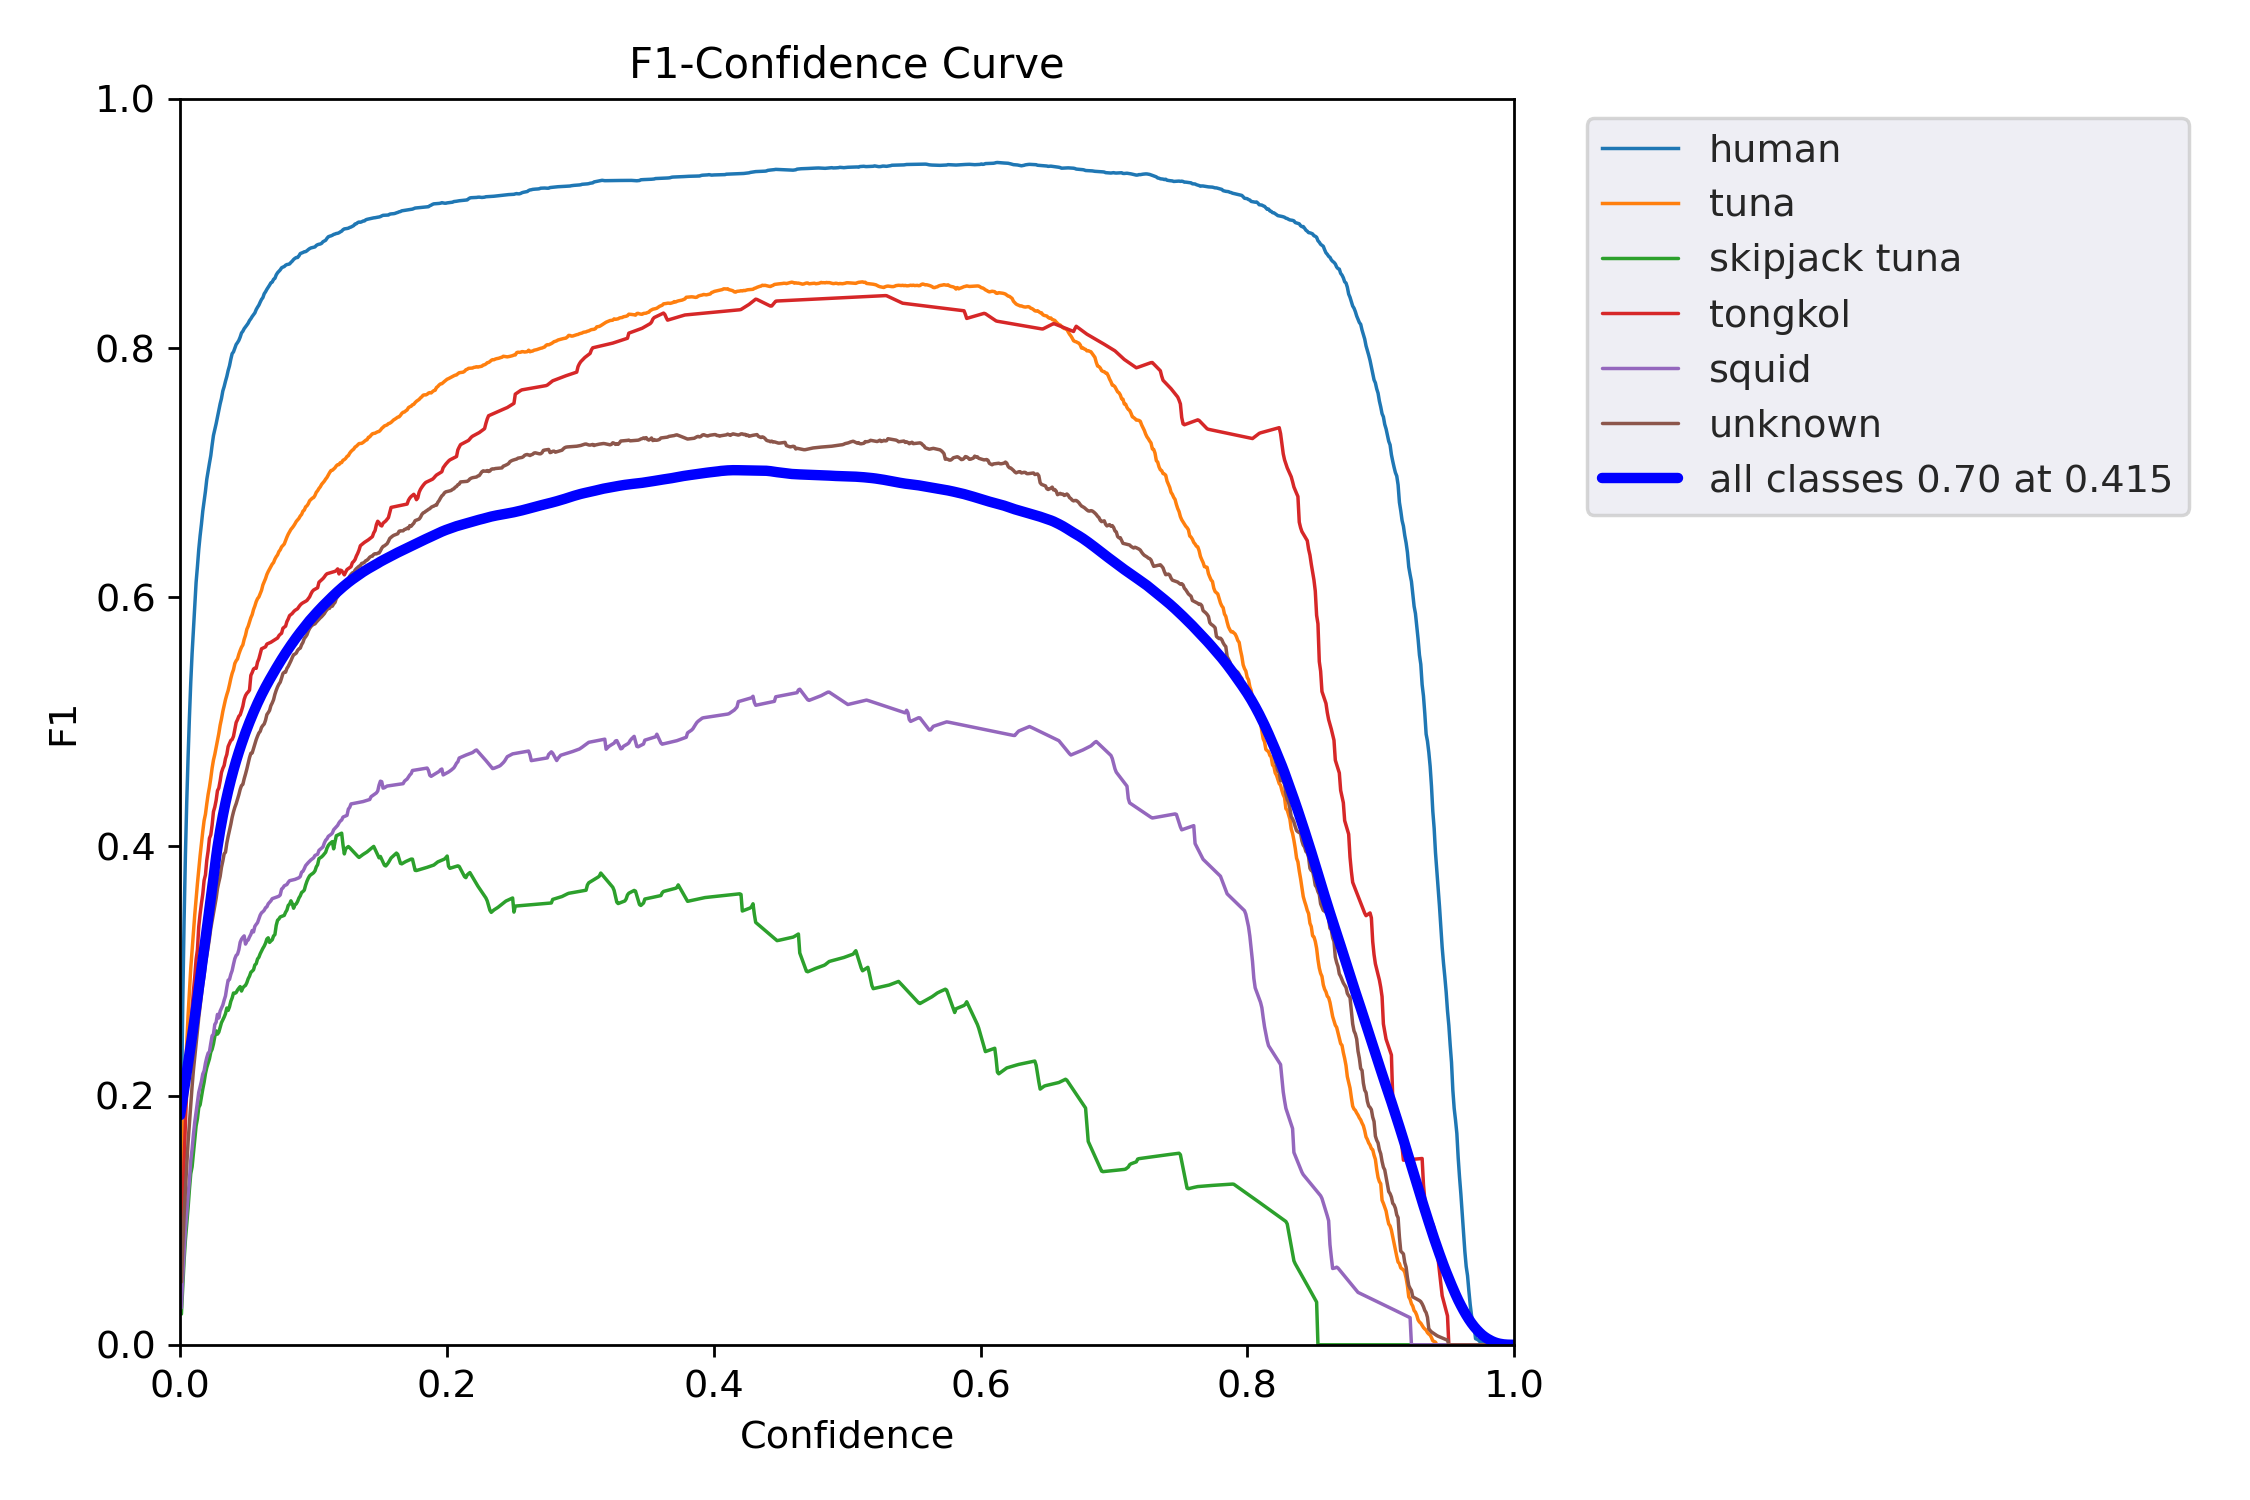 F1-Confidence Curve
1.0
0.8
0.6
0.4
0.2
0.0
F1
0.0 0.2 0.4 0.6 0.8 1.0
Confidence
human
tuna
skipjack tuna
tongkol
squid
unknown
all classes 0.70 at 0.415